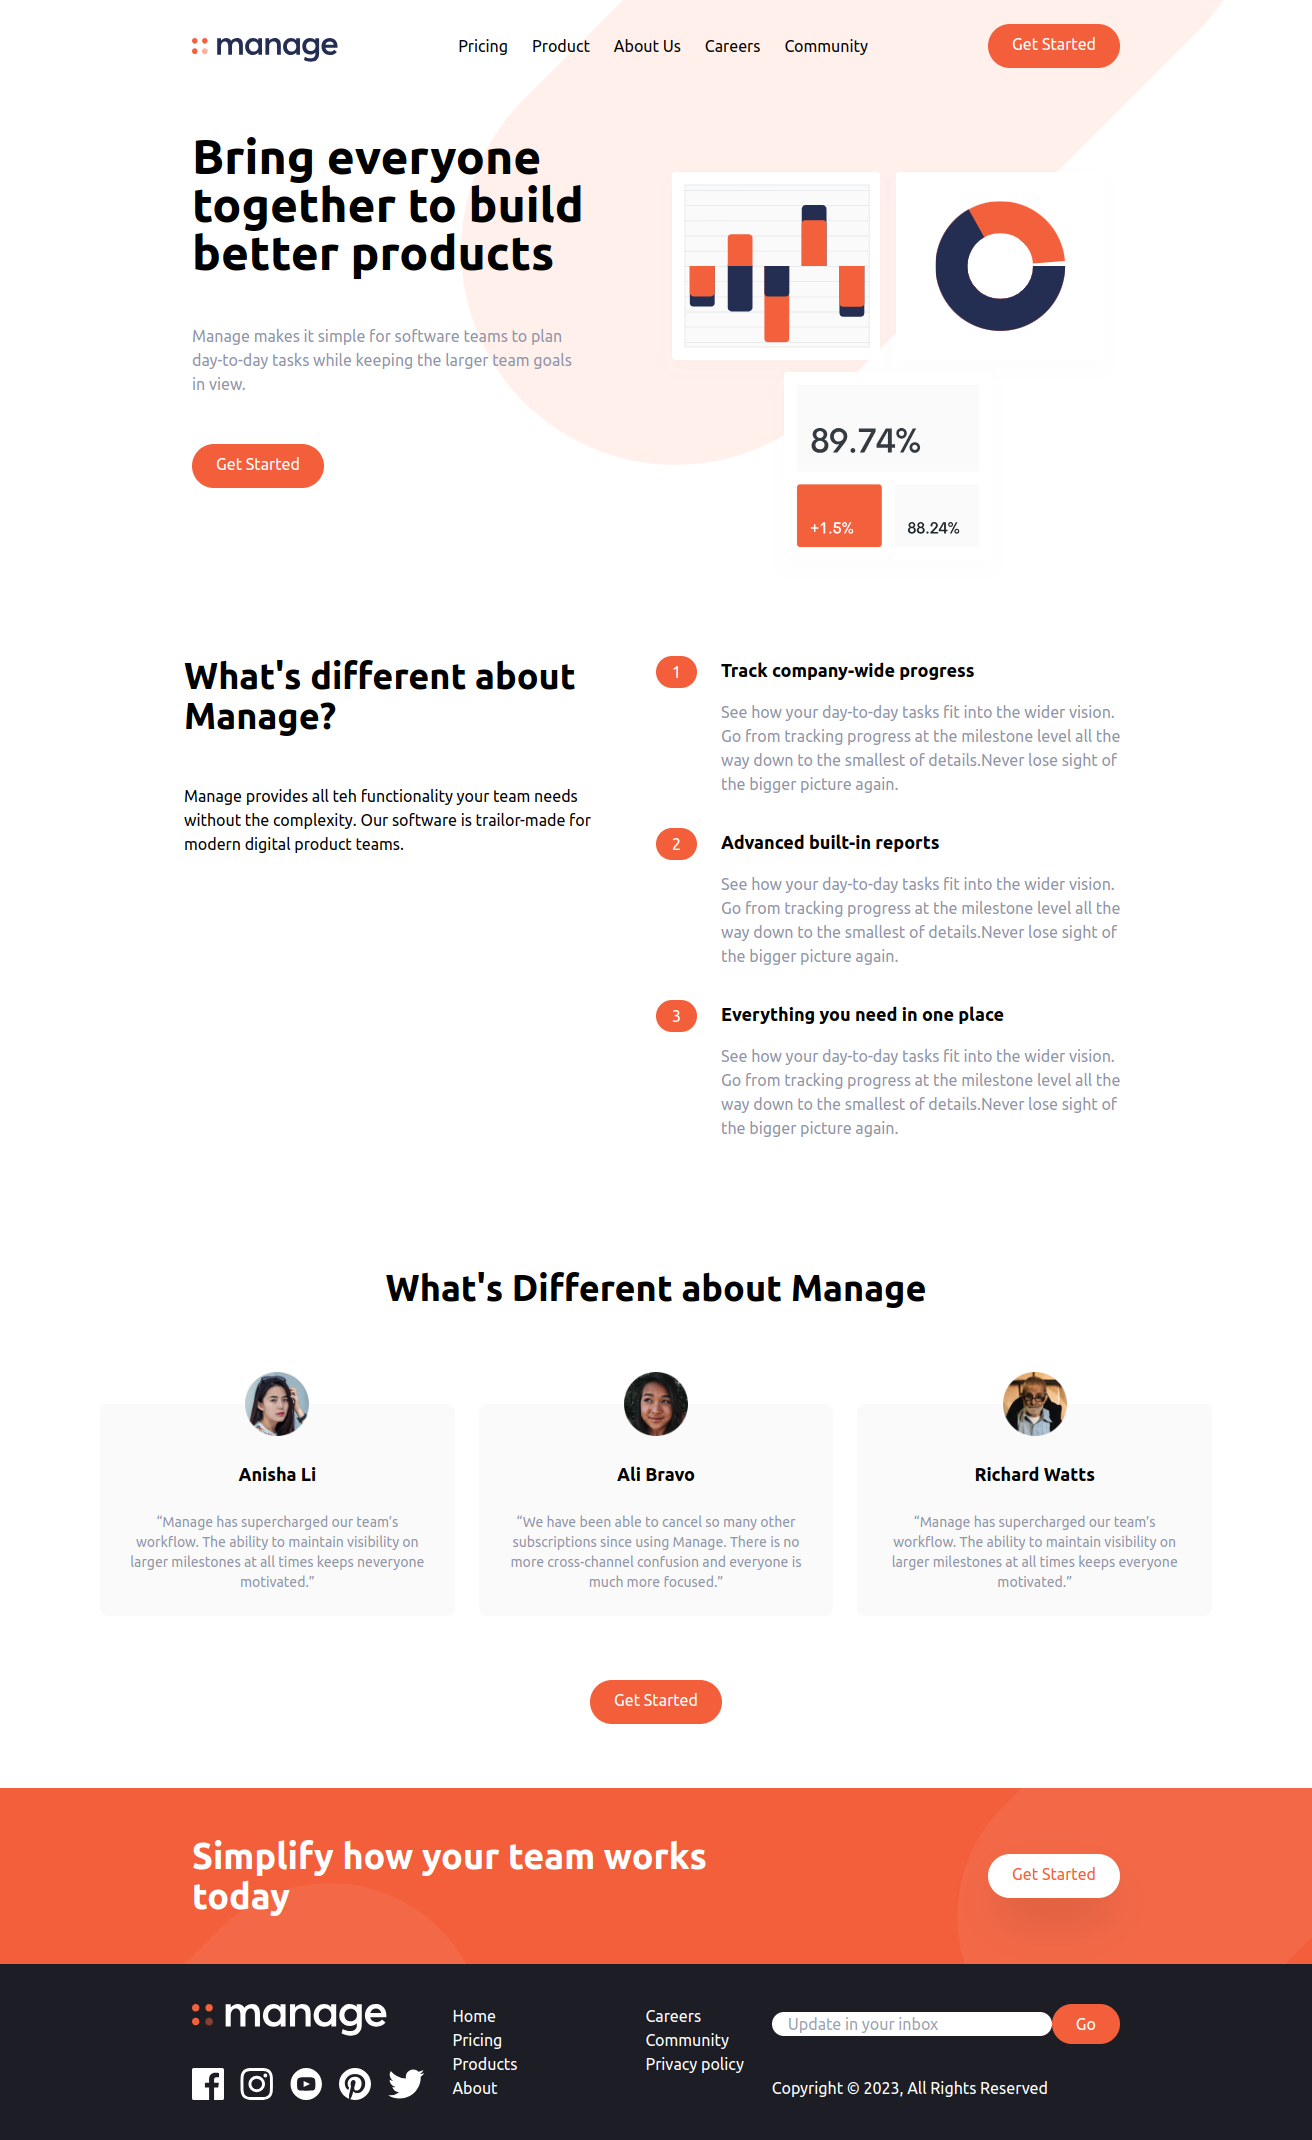 manage
Pricing Product About Us Careers Community
Get Started
Bring everyone
together to build
better products
Manage makes it simple for software teams to plan
day-to-day tasks while keeping the larger team goals
in view.
Get Started
89.74%
+1.5%
88.24%
What's different about
Manage?
Manage provides all teh functionality your team needs
without the complexity. Our software is trailor-made for
modern digital product teams.
1
Track company-wide progress
See how your day-to-day tasks fit into the wider vision.
Go from tracking progress at the milestone level all the
way down to the smallest of details.Never lose sight of
the bigger picture again.
2
Advanced built-in reports
See how your day-to-day tasks fit into the wider vision.
Go from tracking progress at the milestone level all the
way down to the smallest of details.Never lose sight of
the bigger picture again.
3
Everything you need in one place
See how your day-to-day tasks fit into the wider vision.
Go from tracking progress at the milestone level all the
way down to the smallest of details.Never lose sight of
the bigger picture again.
What's Different about Manage
Anisha Li
“Manage has supercharged our team’s
workflow. The ability to maintain visibility on
larger milestones at all times keeps neveryone
motivated.”
Ali Bravo
“We have been able to cancel so many other
subscriptions since using Manage. There is no
more cross-channel confusion and everyone is
much more focused.”
Richard Watts
“Manage has supercharged our team’s
workflow. The ability to maintain visibility on
larger milestones at all times keeps everyone
motivated.”
Get Started
Simplify how your team works
today
Get Started
manage
Home
Pricing
Products
About
Careers
Community
Privacy policy
Update in your inbox
Go
Copyright © 2023, All Rights Reserved